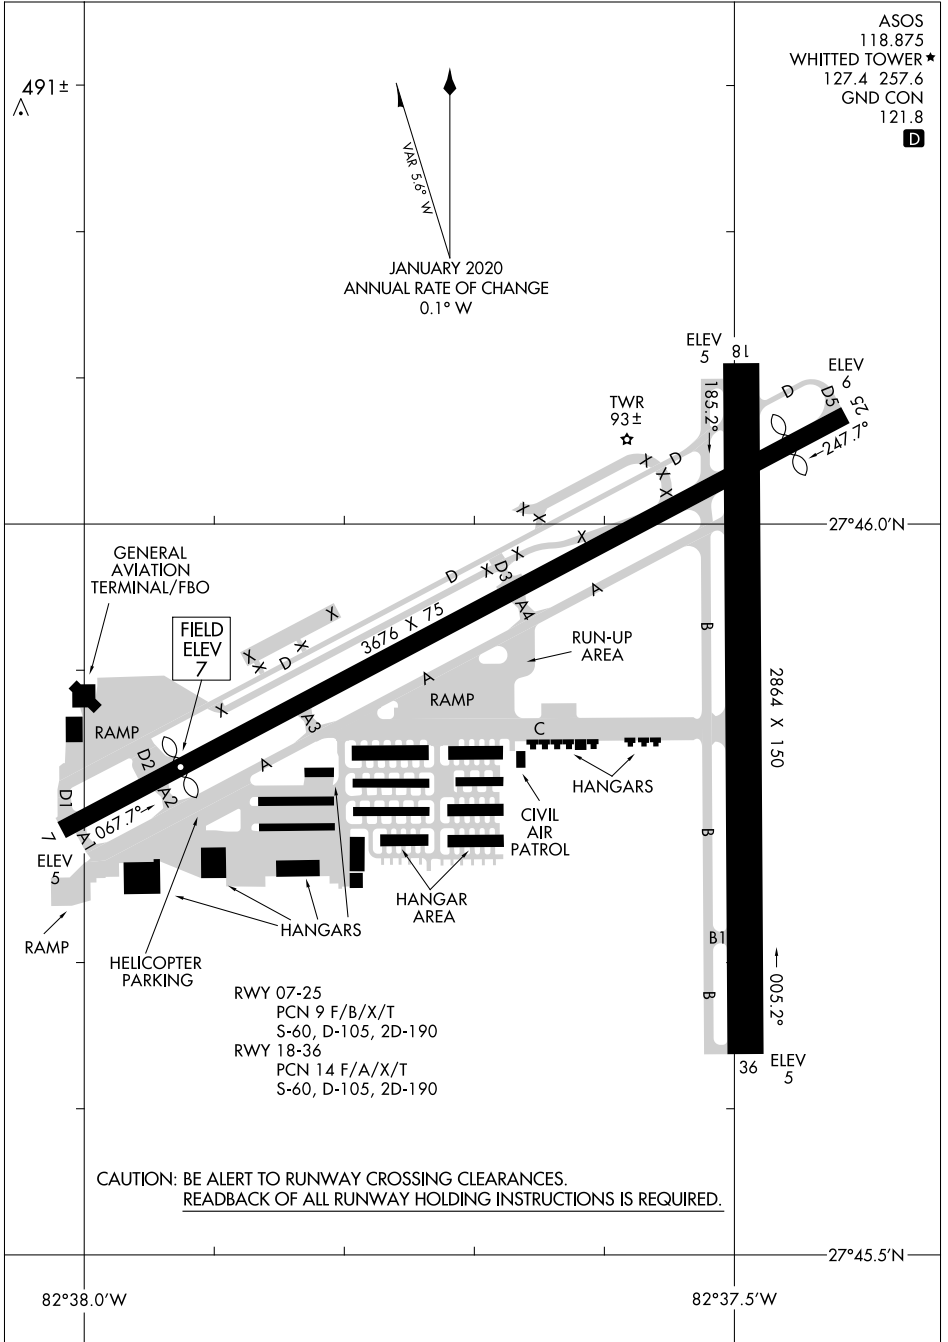 ASOS
118.875
WHITTED TOWER★
127.4 257.6
GND CON
121.8
D
491±
VAR 5.6° W
JANUARY 2020
ANNUAL RATE OF CHANGE
0.1° W
ELEV
5
18
ELEV
6
25
D
D5
185.2°
247.7°
TWR
93±
X
D
X
X
X
X
27°46.0'N
X
X
X
D3
D
A
A4
GENERAL
AVIATION
TERMINAL/FBO
FIELD
ELEV
7
X
X
X
X
D
3676 X 75
B
RUN-UP
AREA
A
RAMP
X
2864 X 150
RAMP
A3
C
D2
A
A2
HANGARS
D1
067.7°
A1
7
CIVIL
AIR
PATROL
B
ELEV
5
HANGAR
AREA
HANGARS
RAMP
B1
HELICOPTER
PARKING
005.2°
B
RWY 07-25
PCN 9 F/B/X/T
S-60, D-105, 2D-190
RWY 18-36
PCN 14 F/A/X/T
S-60, D-105, 2D-190
36
ELEV
5
CAUTION: BE ALERT TO RUNWAY CROSSING CLEARANCES.
READBACK OF ALL RUNWAY HOLDING INSTRUCTIONS IS REQUIRED.
27°45.5'N
82°38.0'W
82°37.5'W